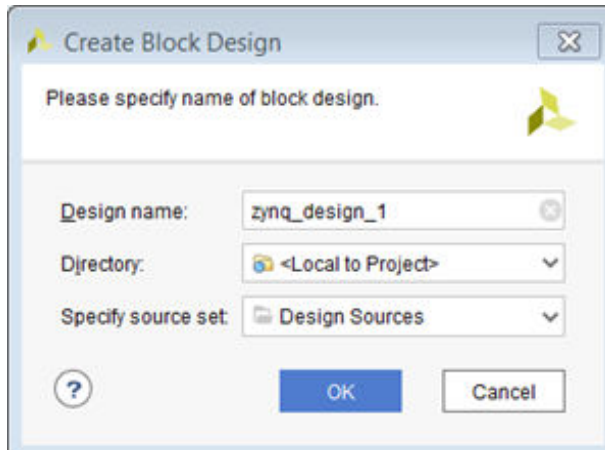 Create Block Design
Please specify name of block design.
Design name: zynq_design_1
Directory: <Local to Project>
Specify source set: Design Sources
? OK Cancel